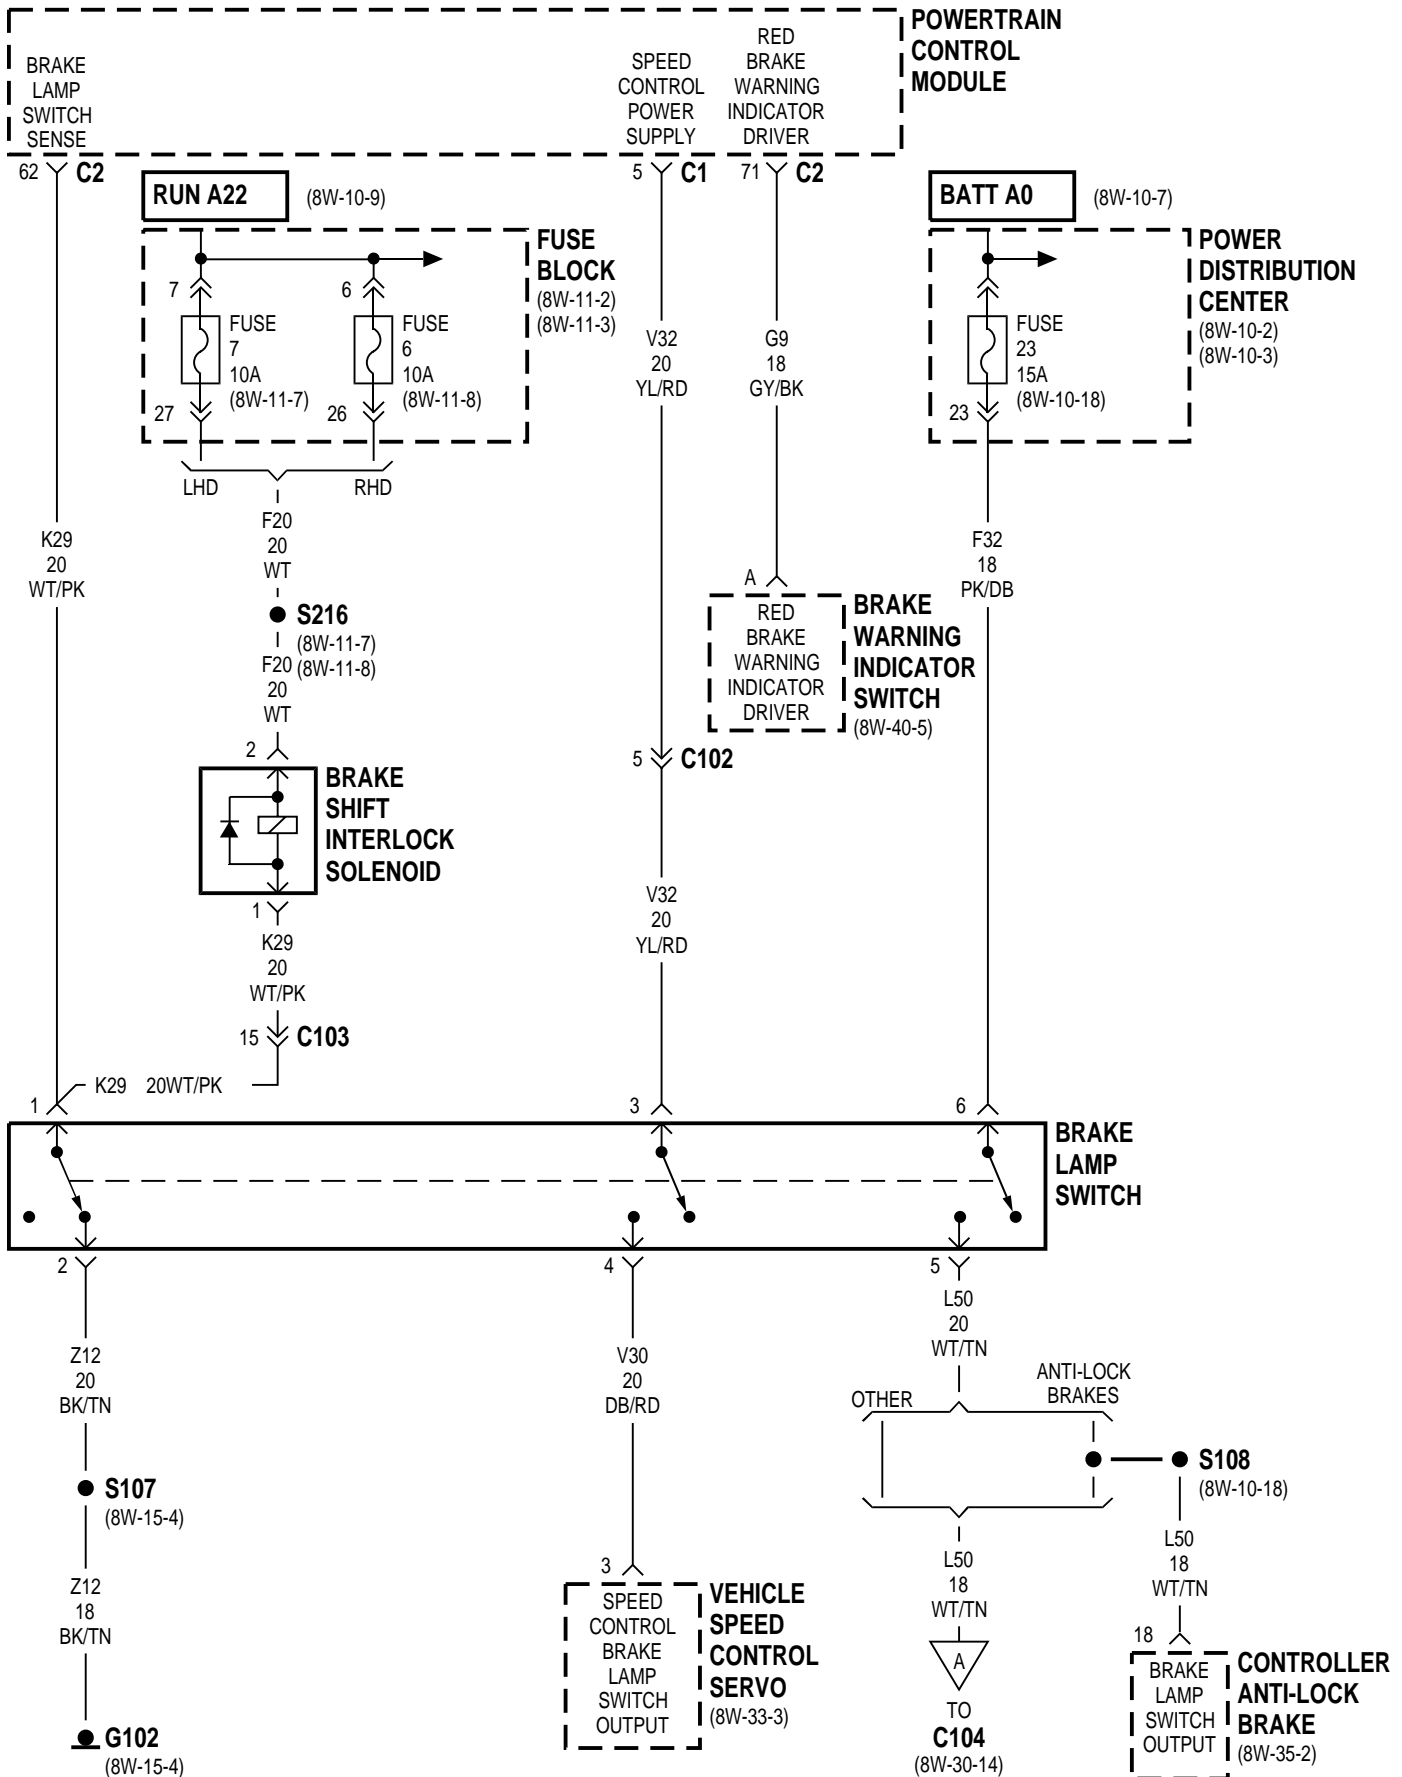 POWERTRAIN
CONTROL
MODULE
BRAKE
LAMP
SWITCH
SENSE
SPEED
CONTROL
POWER
SUPPLY
RED
BRAKE
WARNING
INDICATOR
DRIVER
62 C2
5 C1
71 C2
RUN A22 (8W-10-9)
BATT A0 (8W-10-7)
FUSE
BLOCK
(8W-11-2)
(8W-11-3)
7
FUSE
7
10A
(8W-11-7)
27
6
FUSE
6
10A
(8W-11-8)
26
POWER
DISTRIBUTION
CENTER
(8W-10-2)
(8W-10-3)
FUSE
23
15A
(8W-10-18)
23
V32
20
YL/RD
G9
18
GY/BK
LHD
RHD
K29
20
WT/PK
F20
20
WT
S216
(8W-11-7)
(8W-11-8)
F20
20
WT
F32
18
PK/DB
A
RED
BRAKE
WARNING
INDICATOR
DRIVER
BRAKE
WARNING
INDICATOR
SWITCH
(8W-40-5)
2
BRAKE
SHIFT
INTERLOCK
SOLENOID
1
5 C102
V32
20
YL/RD
K29
20
WT/PK
15 C103
K29 20WT/PK
1
3
6
BRAKE
LAMP
SWITCH
2
4
5
Z12
20
BK/TN
S107
(8W-15-4)
Z12
18
BK/TN
G102
(8W-15-4)
V30
20
DB/RD
3
SPEED
CONTROL
BRAKE
LAMP
SWITCH
OUTPUT
VEHICLE
SPEED
CONTROL
SERVO
(8W-33-3)
L50
20
WT/TN
OTHER
ANTI-LOCK
BRAKES
S108
(8W-10-18)
L50
18
WT/TN
A
TO
C104
(8W-30-14)
L50
18
WT/TN
18
BRAKE
LAMP
SWITCH
OUTPUT
CONTROLLER
ANTI-LOCK
BRAKE
(8W-35-2)